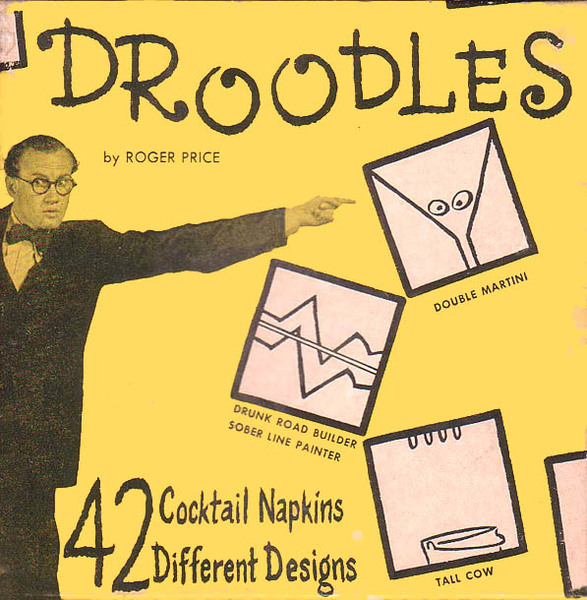 DROODLES
by ROGER PRICE
DOUBLE MARTINI
DRUNK ROAD BUILDER
SOBER LINE PAINTER
TALL COW
42 Cocktail Napkins
Different Designs